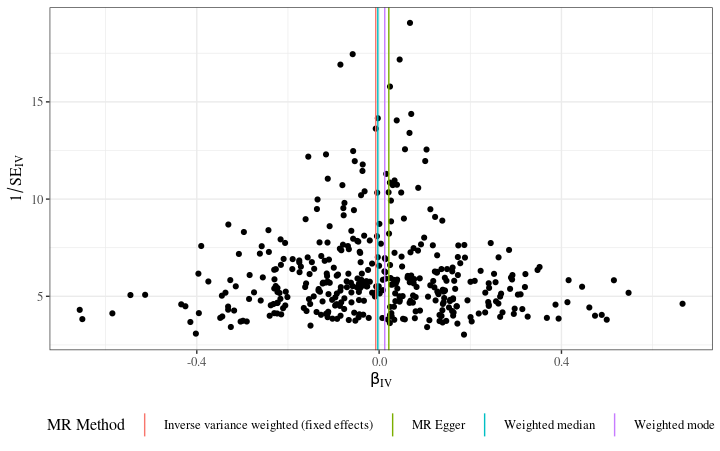 1/SE_IV
15
10
5
-0.4 0.0 0.4
β_IV
MR Method Inverse variance weighted (fixed effects) MR Egger Weighted median Weighted mode